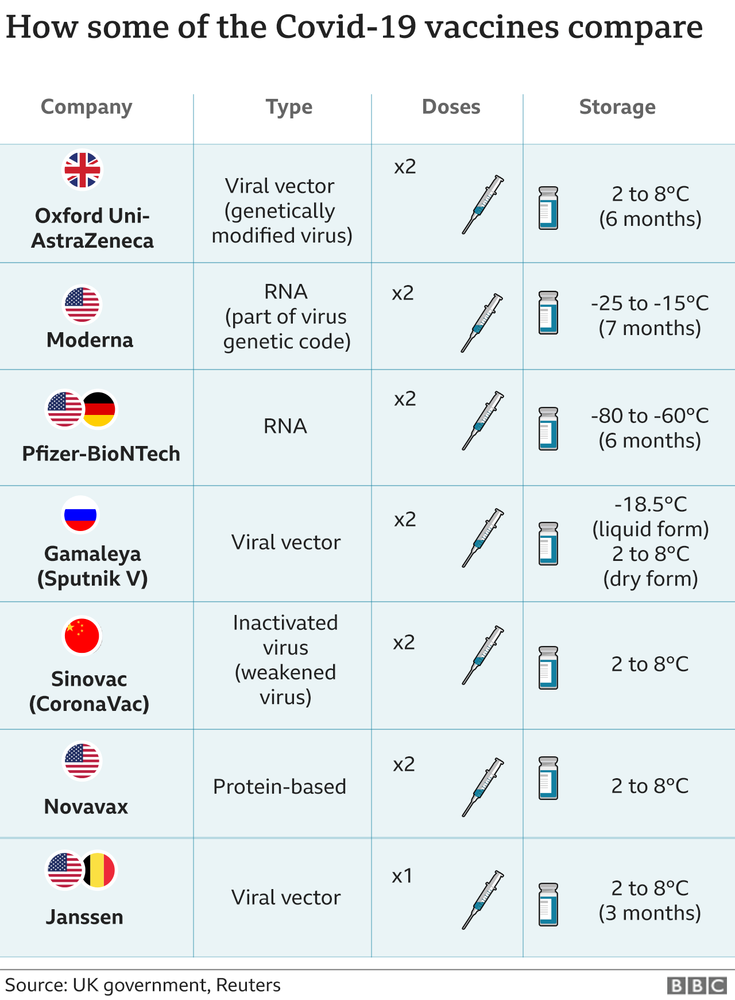 How some of the Covid-19 vaccines compare
Company Type Doses Storage
Oxford Uni-
AstraZeneca
Viral vector
(genetically
modified virus)
x2
2 to 8°C
(6 months)
Moderna
RNA
(part of virus
genetic code)
x2
-25 to -15°C
(7 months)
Pfizer-BioNTech
RNA
x2
-80 to -60°C
(6 months)
Gamaleya
(Sputnik V)
Viral vector
x2
-18.5°C
(liquid form)
2 to 8°C
(dry form)
Sinovac
(CoronaVac)
Inactivated
virus
(weakened
virus)
x2
2 to 8°C
Novavax
Protein-based
x2
2 to 8°C
Janssen
Viral vector
x1
2 to 8°C
(3 months)
Source: UK government, Reuters
BBC